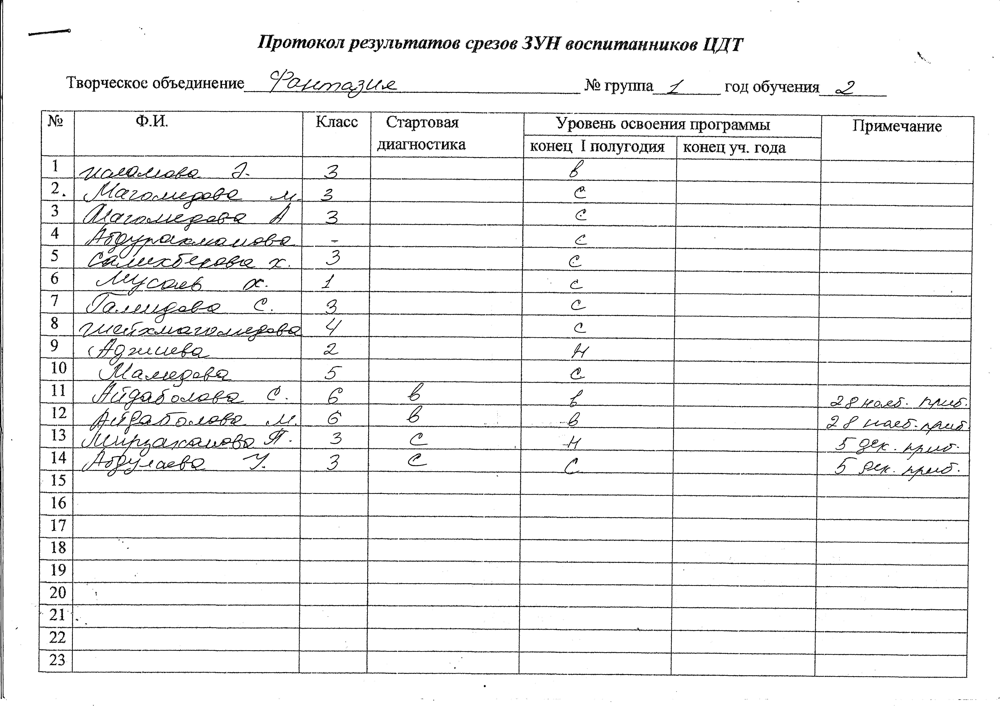 Протокол результатов срезов ЗУН воспитанников ЦДТ
Творческое объединение Фантазия № группа 1 год обучения 2
№ Ф.И. Класс Стартовая диагностика Уровень освоения программы Примечание
конец I полугодия конец уч. года
1 3 в
2. Магомедова М. 3 С
3 Магомедова А 3 С
4 Абдурахманова - С
5 Салихбекова Х. 3 С
6 Мусаев Х. 1 С
7 Гамидова С. 3 С
8 Шейхмагомедова 4 С
9 Аджиева 2 Н
10 Мамедова 5 С
11 Айдаболова С. 6 в в 28 нояб. приб.
12 Айдаболова М. 6 в в 28 нояб. приб.
13 Мирзаханова П. 3 С Н 5 дек. приб.
14 Абдулаева У. 3 С С 5 дек. приб.
15
16
17
18
19
20
21
22
23